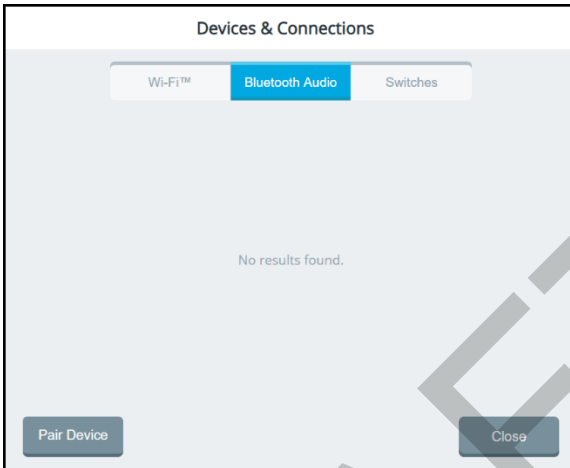 Devices & Connections
Wi-Fi™ Bluetooth Audio Switches
No results found.
Pair Device Close